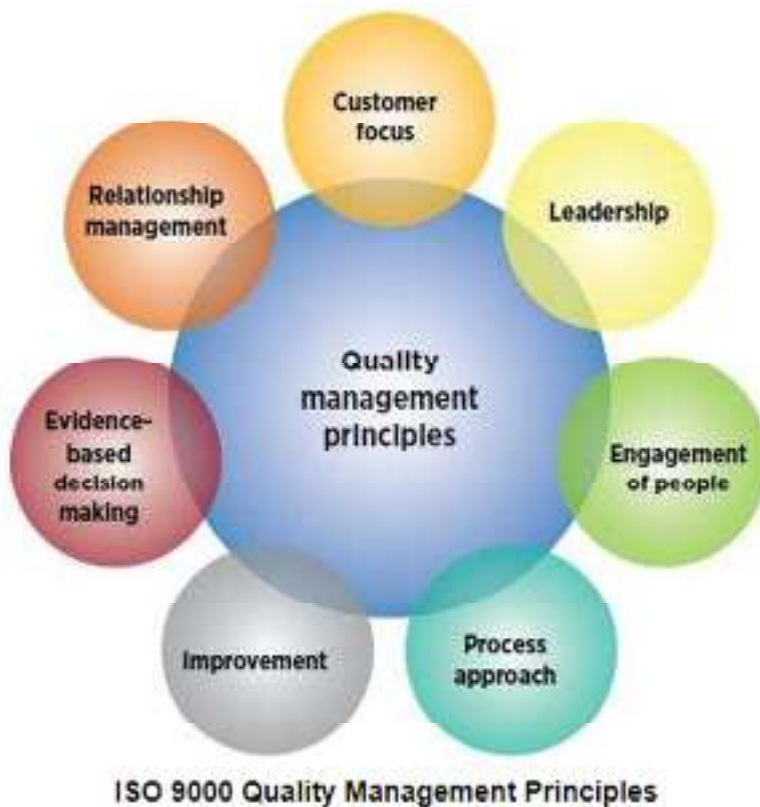 Customer
focus
Leadership
Engagement
of people
Process
approach
Improvement
Evidence-
based
decision
making
Relationship
management
Quality
management
principles
ISO 9000 Quality Management Principles